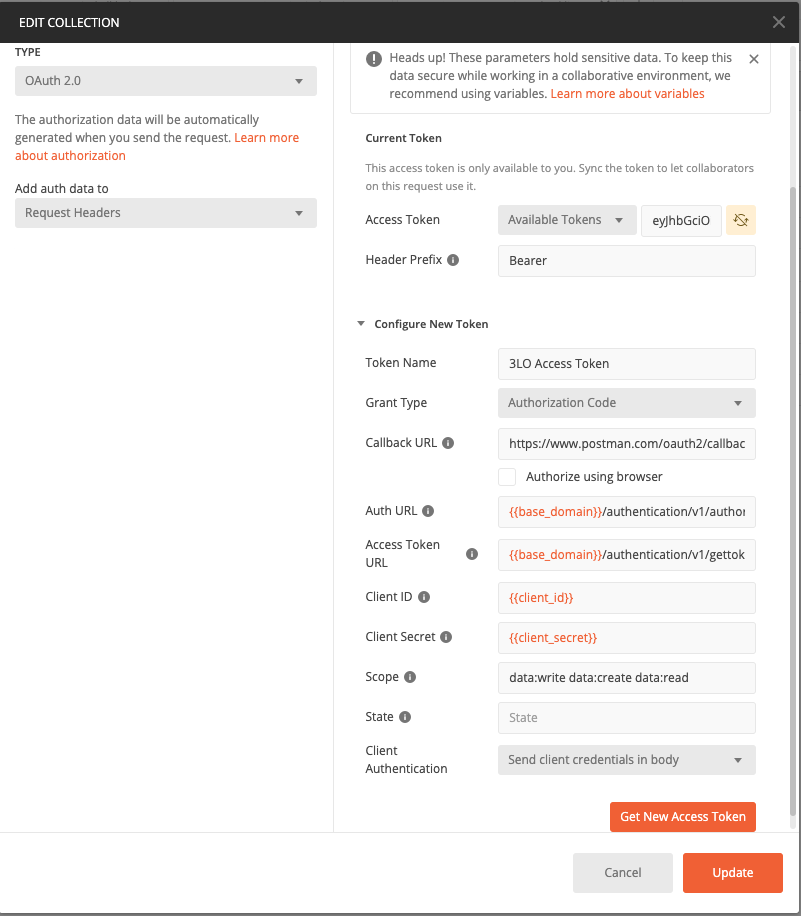 EDIT COLLECTION
TYPE
OAuth 2.0
The authorization data will be automatically
generated when you send the request. Learn more
about authorization
Add auth data to
Request Headers
Heads up! These parameters hold sensitive data. To keep this
data secure while working in a collaborative environment, we
recommend using variables. Learn more about variables
Current Token
This access token is only available to you. Sync the token to let collaborators
on this request use it.
Access Token
Available Tokens
eyJhbGciO
Header Prefix
Bearer
Configure New Token
Token Name
3LO Access Token
Grant Type
Authorization Code
Callback URL
https://www.postman.com/oauth2/callbac
Authorize using browser
Auth URL
{{base_domain}}/authentication/v1/author
Access Token
URL
{{base_domain}}/authentication/v1/gettok
Client ID
{{client_id}}
Client Secret
{{client_secret}}
Scope
data:write data:create data:read
State
State
Client
Authentication
Send client credentials in body
Get New Access Token
Cancel
Update